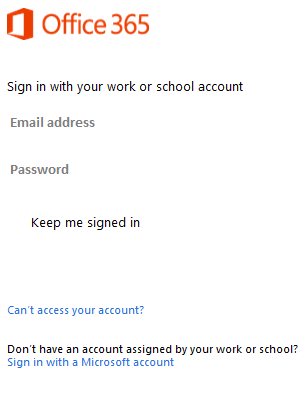 Office 365
Sign in with your work or school account
Email address
Password
Keep me signed in
Can't access your account?
Don't have an account assigned by your work or school?
Sign in with a Microsoft account